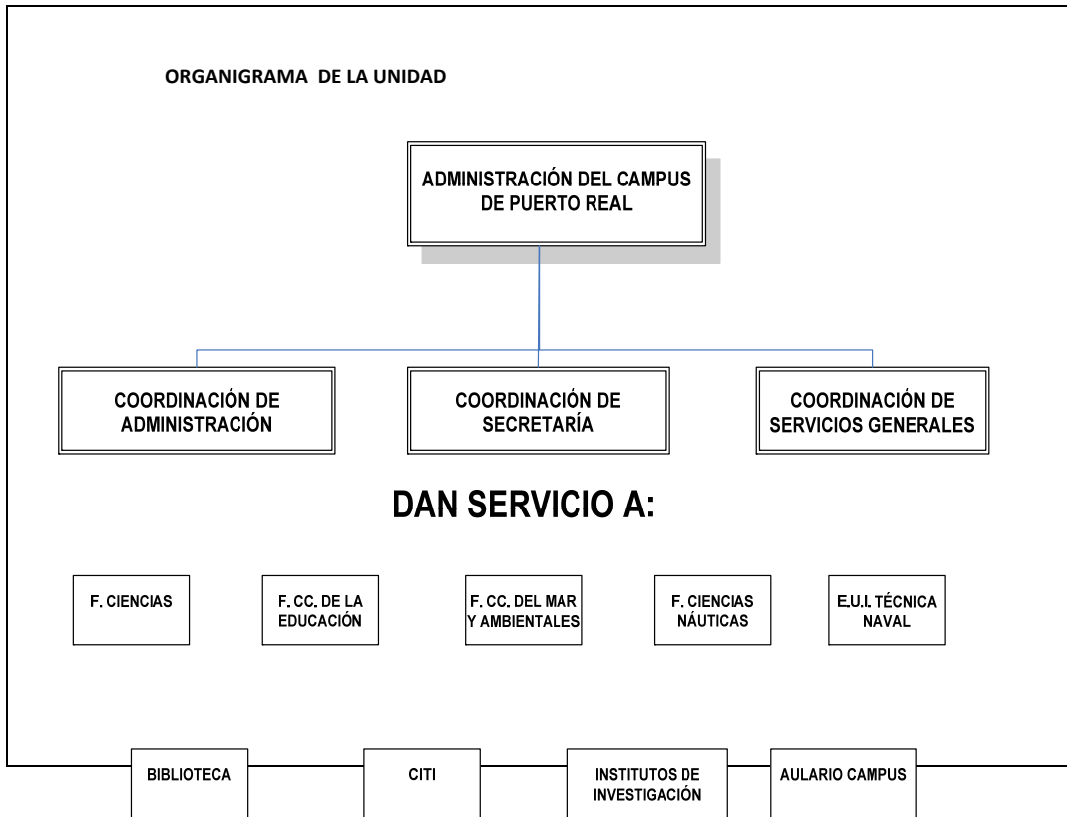 ORGANIGRAMA DE LA UNIDAD
ADMINISTRACIÓN DEL CAMPUS
DE PUERTO REAL
COORDINACIÓN DE
ADMINISTRACIÓN
COORDINACIÓN DE
SECRETARÍA
COORDINACIÓN DE
SERVICIOS GENERALES
DAN SERVICIO A:
F. CIENCIAS
F. CC. DE LA
EDUCACIÓN
F. CC. DEL MAR
Y AMBIENTALES
F. CIENCIAS
NÁUTICAS
E.U.I. TÉCNICA
NAVAL
BIBLIOTECA
CITI
INSTITUTOS DE
INVESTIGACIÓN
AULARIO CAMPUS